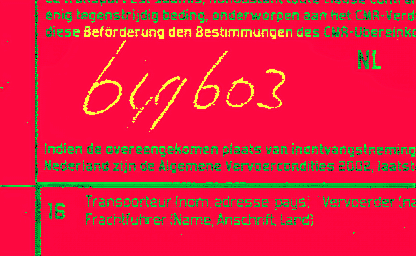 enig tegenstrijdig beding, onderworpen aan het CMR-Verd
diese Beförderung den Bestimmungen des CMR-Übereinko
NL
649603
Indien de overeengekomen plaats van inontvangstneming
Nederland zijn de Algemene Vervoercondities 2002, laatst
16 Transporteur (nom, adresse, pays) Vervoerder (na
Frachtführer (Name, Anschrift, Land)